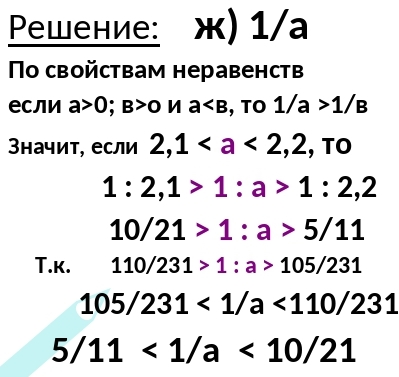 Решение: ж) 1/а
По свойствам неравенств
если а>0; в>о и а<в, то 1/а >1/в
Значит, если 2,1 < а < 2,2, то
1 : 2,1 > 1 : а > 1 : 2,2
10/21 > 1 : а > 5/11
Т.к. 110/231 > 1 : а > 105/231
105/231 < 1/а <110/231
5/11 < 1/а < 10/21